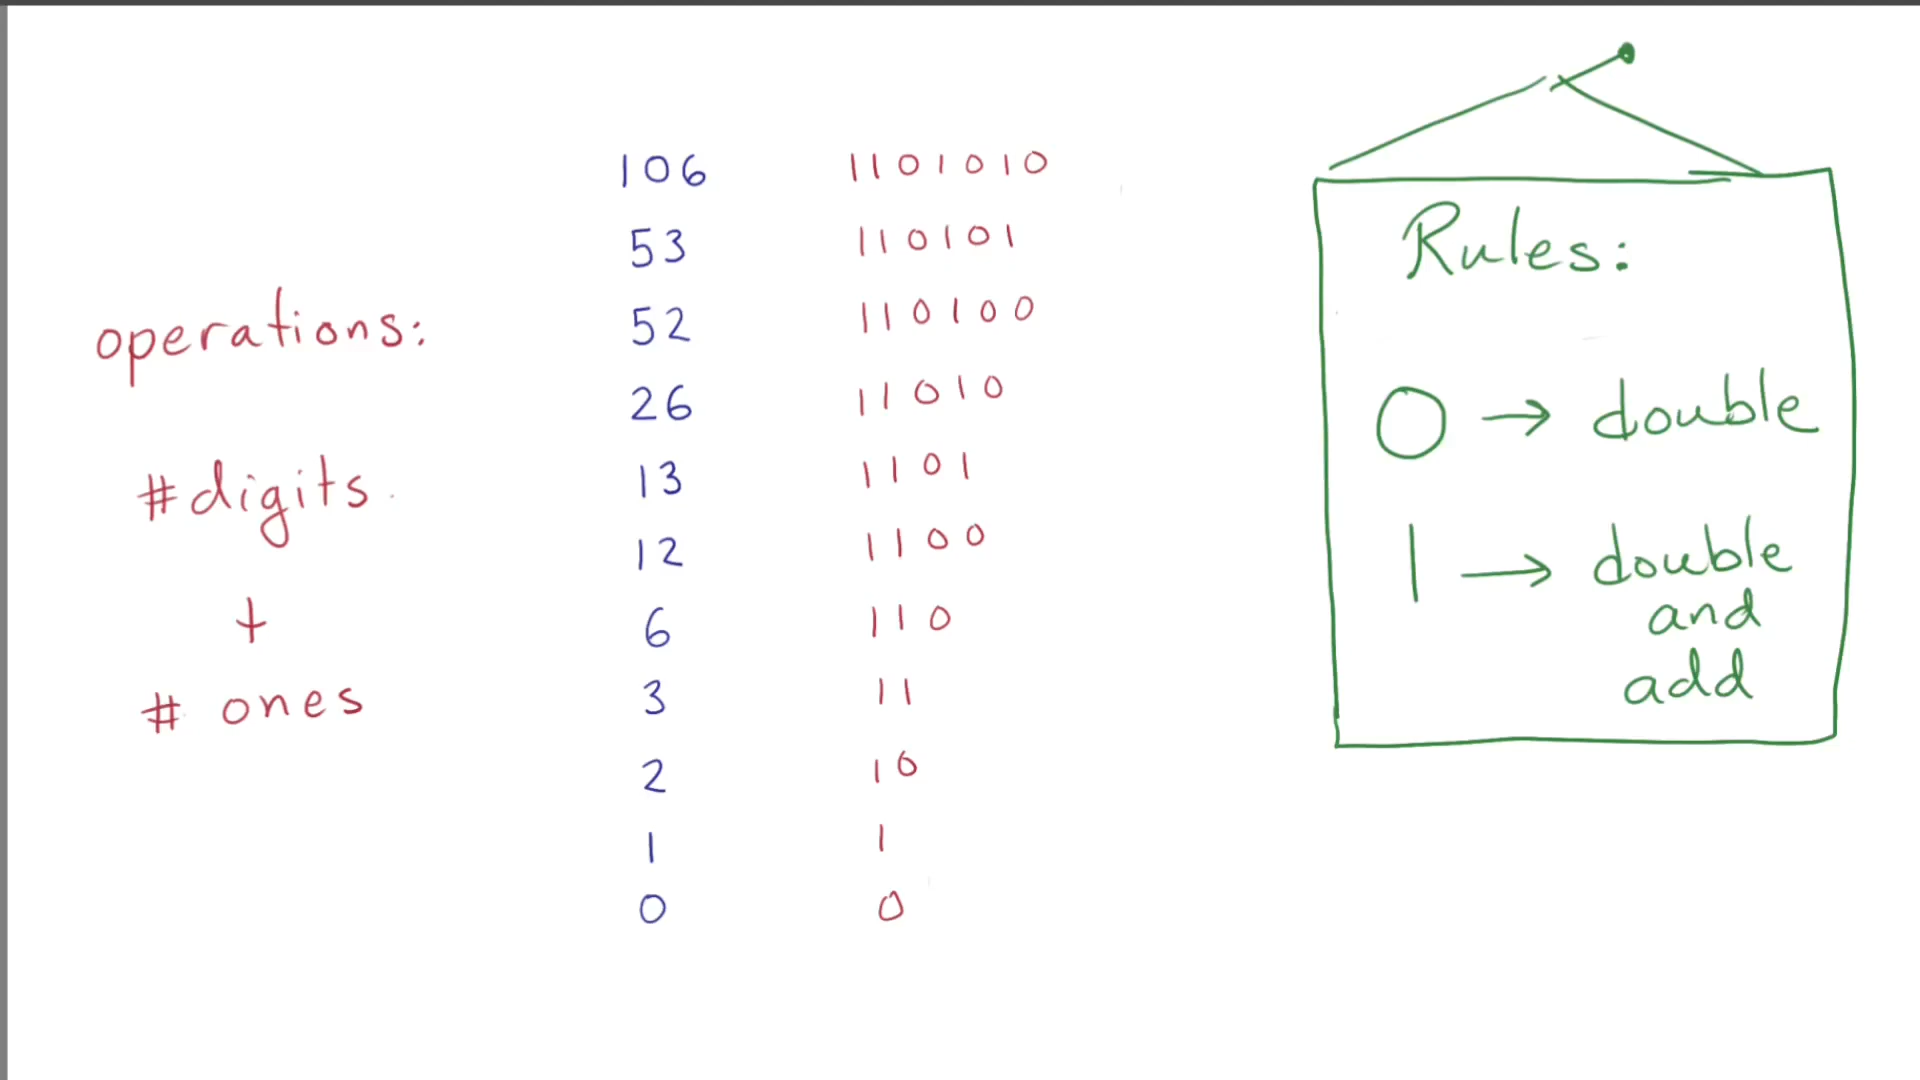 operations:
#digits
+
# ones
106 1101010
53 110101
52 110100
26 11010
13 1101
12 1100
6 110
3 11
2 10
1 1
0 0
Rules:
0 → double
1 → double
and
add